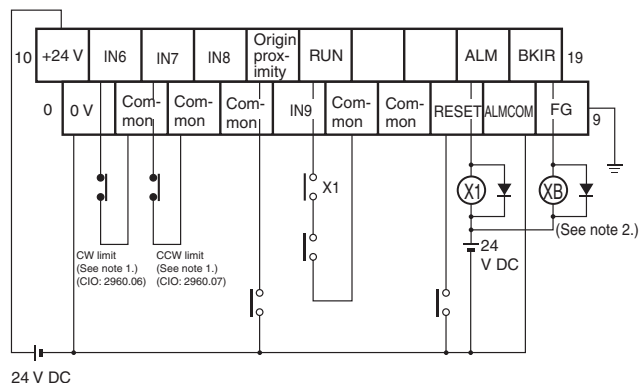 10 +24 V IN6 IN7 IN8 Origin prox- imity RUN ALM BKIR 19
0 0 V Com- mon Com- mon Com- mon IN9 Com- mon Com- mon RESET ALMCOM FG 9
X1
X1 XB
CW limit
(See note 1.)
(CIO: 2960.06)
CCW limit
(See note 1.)
(CIO: 2960.07)
(See note 2.)
24
V DC
24 V DC